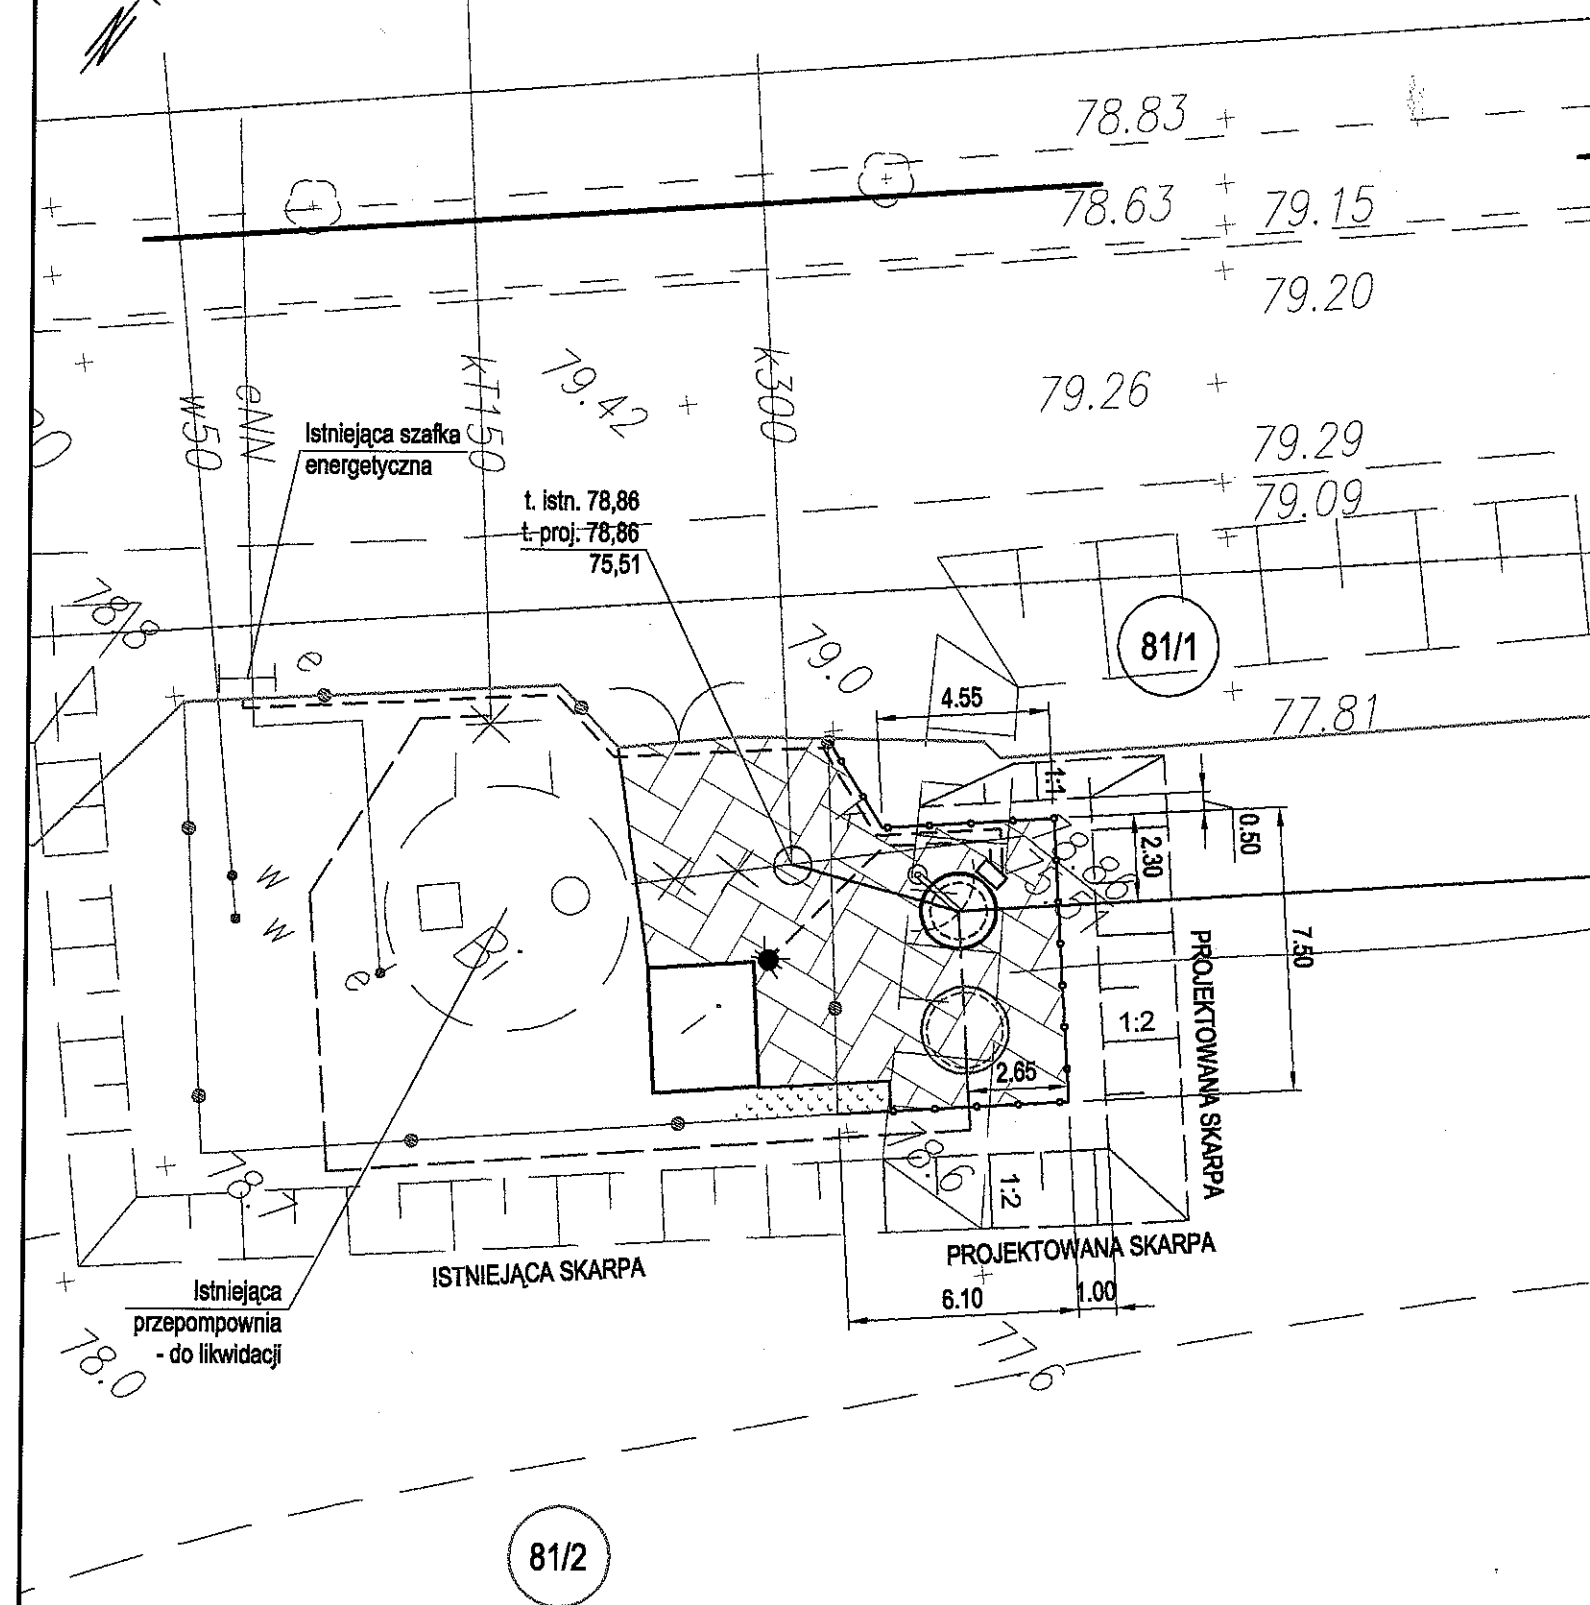 78.83
78.63
79.15
79.20
79.26
79.29
79.09
79.42
w50
eNN
kT150
k300
Istniejąca szafka
energetyczna
t. istn. 78,86
t. proj. 78,86
75,51
81/1
79.0
4.55
77.81
1:1
0.50
2.30
7.50
e
w
w
e
B.
PROJEKTOWANA SKARPA
1:2
2,65
78.6
1:2
PROJEKTOWANA SKARPA
ISTNIEJĄCA SKARPA
6.10
1.00
Istniejąca
przepompownia
- do likwidacji
78.0
77.6
81/2